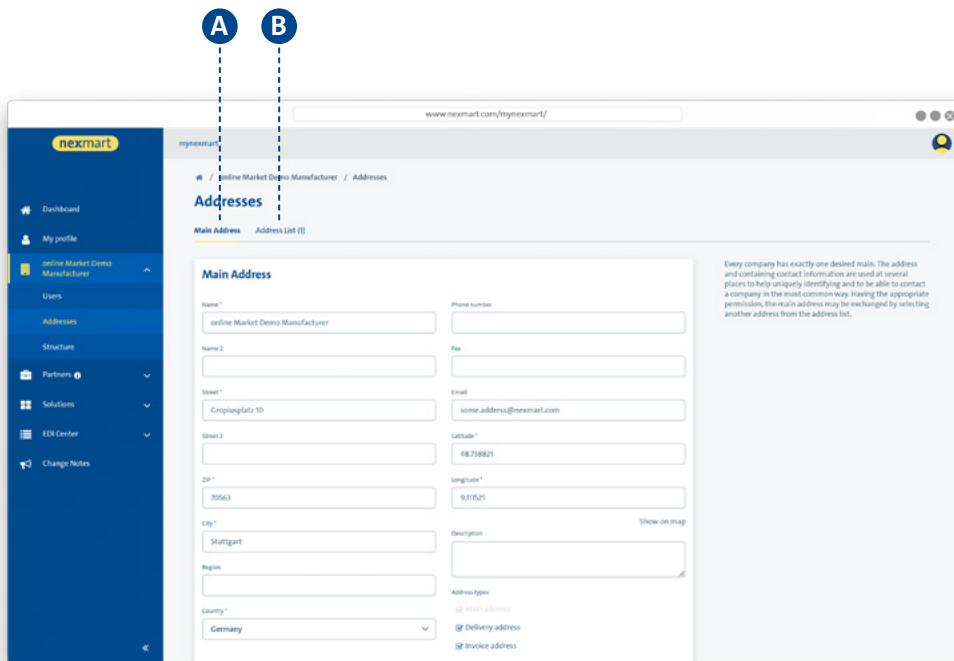 A B
www.nexmart.com/mynexmart/
nexmart
mynexmart
/ online Market Demo Manufacturer / Addresses
Addresses
Main Address Address List (1)
Dashboard
My profile
online Market Demo
Manufacturer
Users
Addresses
Structure
Partners
Solutions
EDI Center
Change Notes
Main Address
Name *
online Market Demo Manufacturer
Name 2
Street *
Gropiusplatz 10
Street 2
ZIP *
70563
City *
Stuttgart
Region
Country *
Germany
Phone number
Fax
Email
some.address@nexmart.com
Latitude *
48.738821
Longitude *
9.111521
Show on map
Description
Address types
Main address
Delivery address
Invoice address
Every company has exactly one desired main. The address
and containing contact information are used at several
places to help uniquely identifying and to be able to contact
a company in the most common way. Having the appropriate
permission, the main address may be exchanged by selecting
another address from the address list.